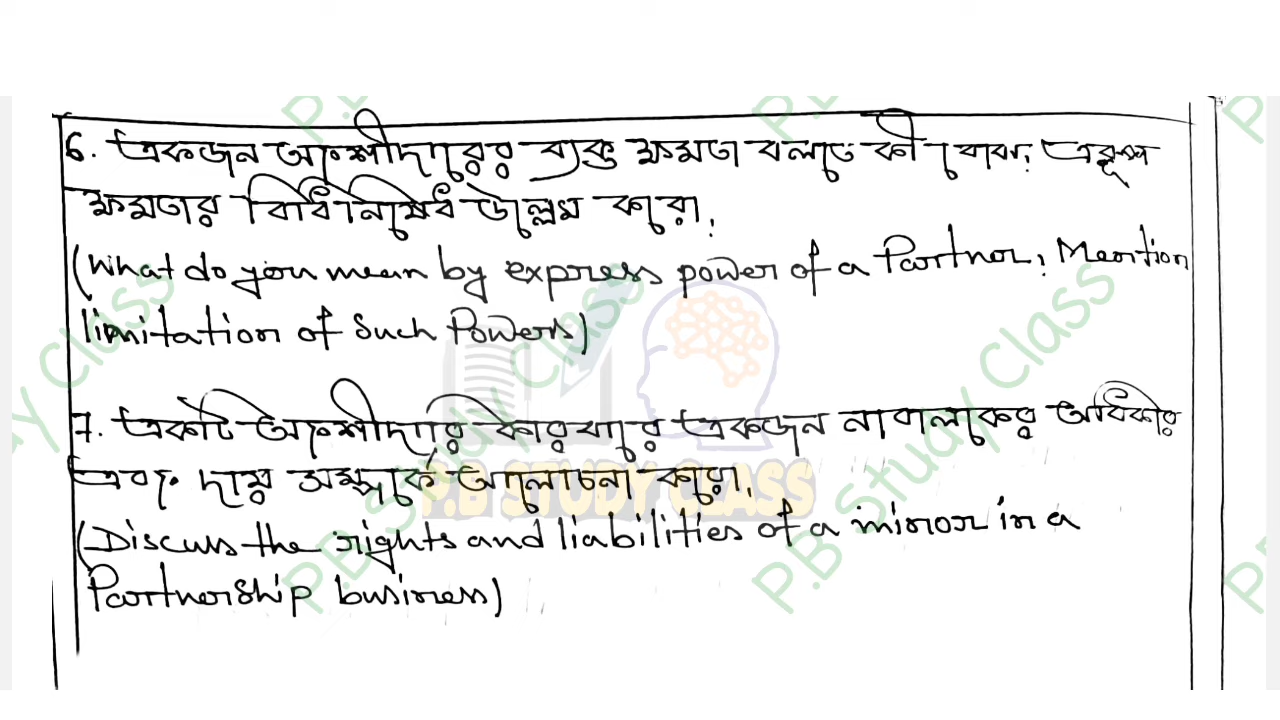 6. একজন অংশীদারের ব্যক্ত ক্ষমতা বলতে কী বোঝ? এরূপ
ক্ষমতার বিধিনিষেধ উল্লেখ করো,
(What do you mean by express power of a Partner? Mention
limitation of Such Powers)
7. একটি অংশীদারি কারবারে একজন নাবালকের অধিকার
এবং দায় সম্পর্কে আলোচনা করো,
(Discuss the rights and liabilities of a minor in a
Partnership business)
P.B STUDY CLASS
P.B Study Class